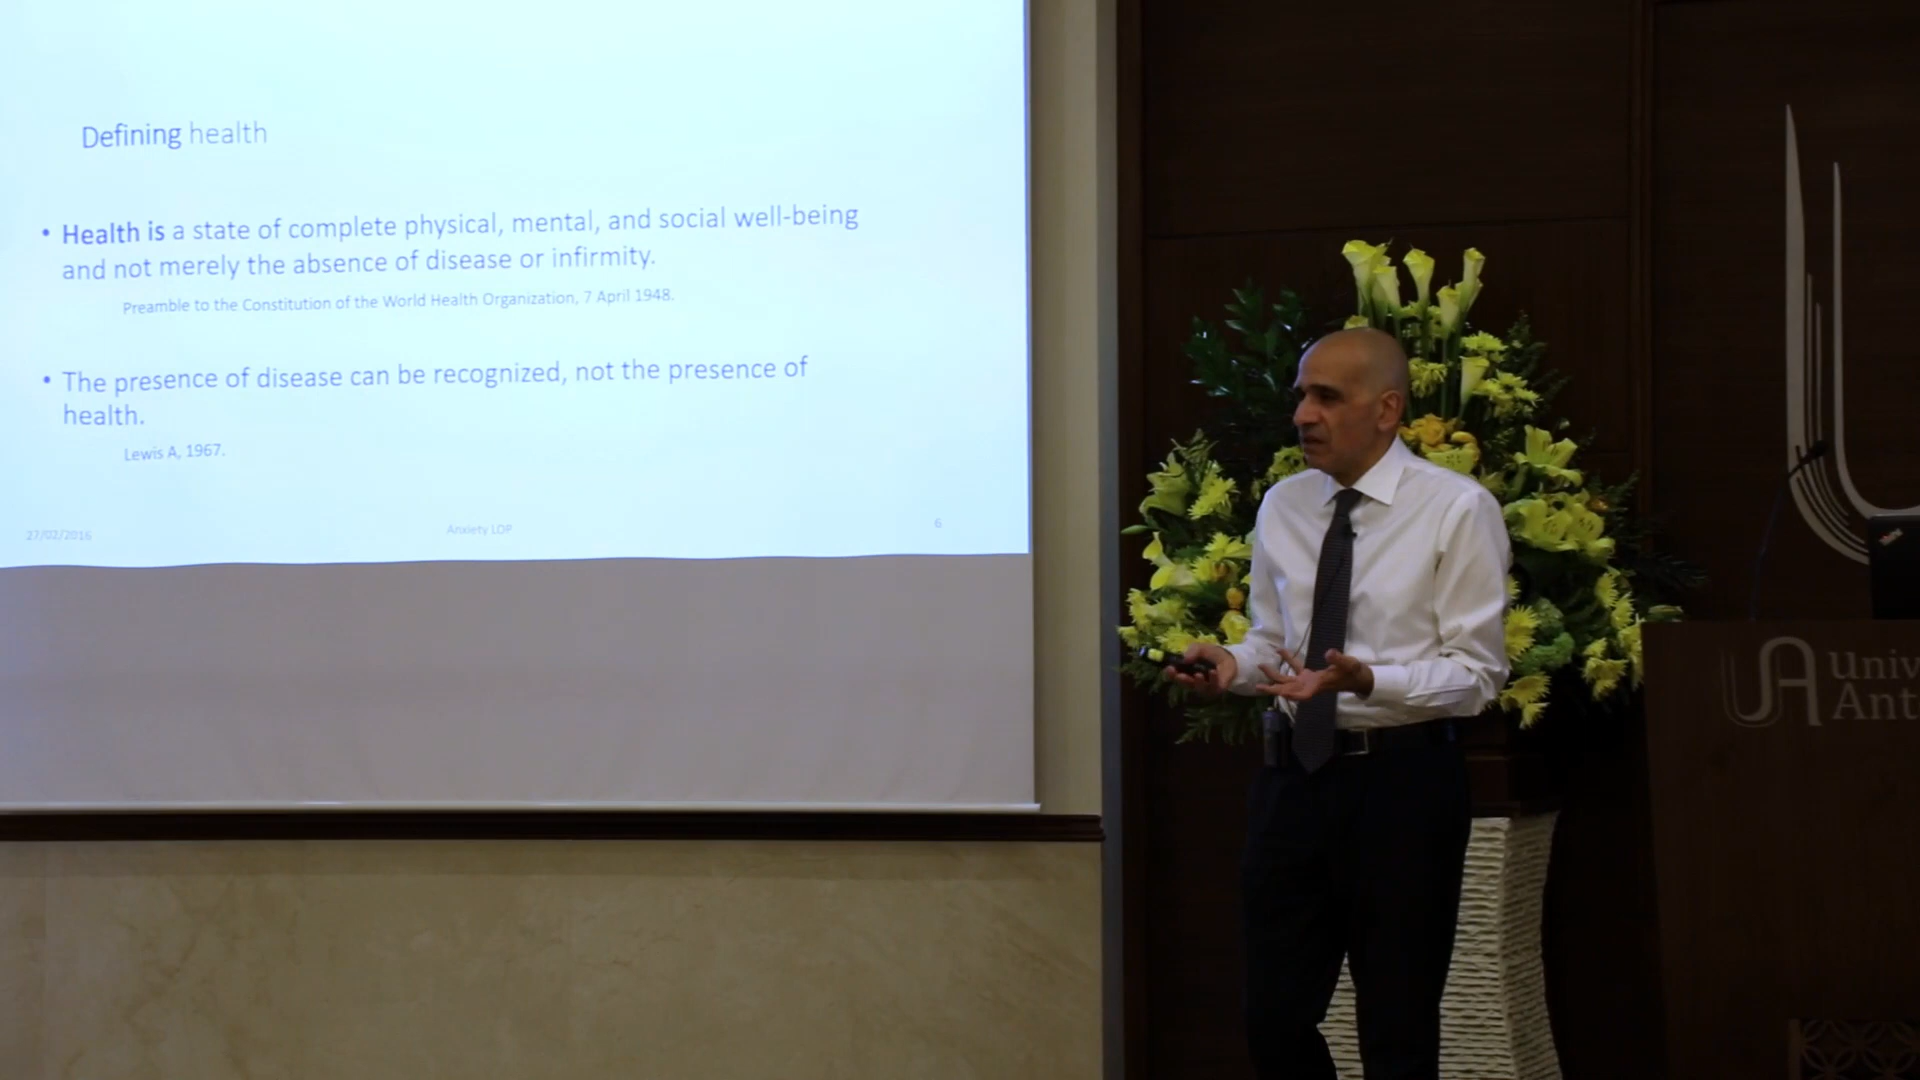 Defining health
• Health is a state of complete physical, mental, and social well-being
and not merely the absence of disease or infirmity.
Preamble to the Constitution of the World Health Organization, 7 April 1948.
• The presence of disease can be recognized, not the presence of
health.
Lewis A, 1967.
27/02/2016
Anxiety LDP
6
UA
Univ
Ant